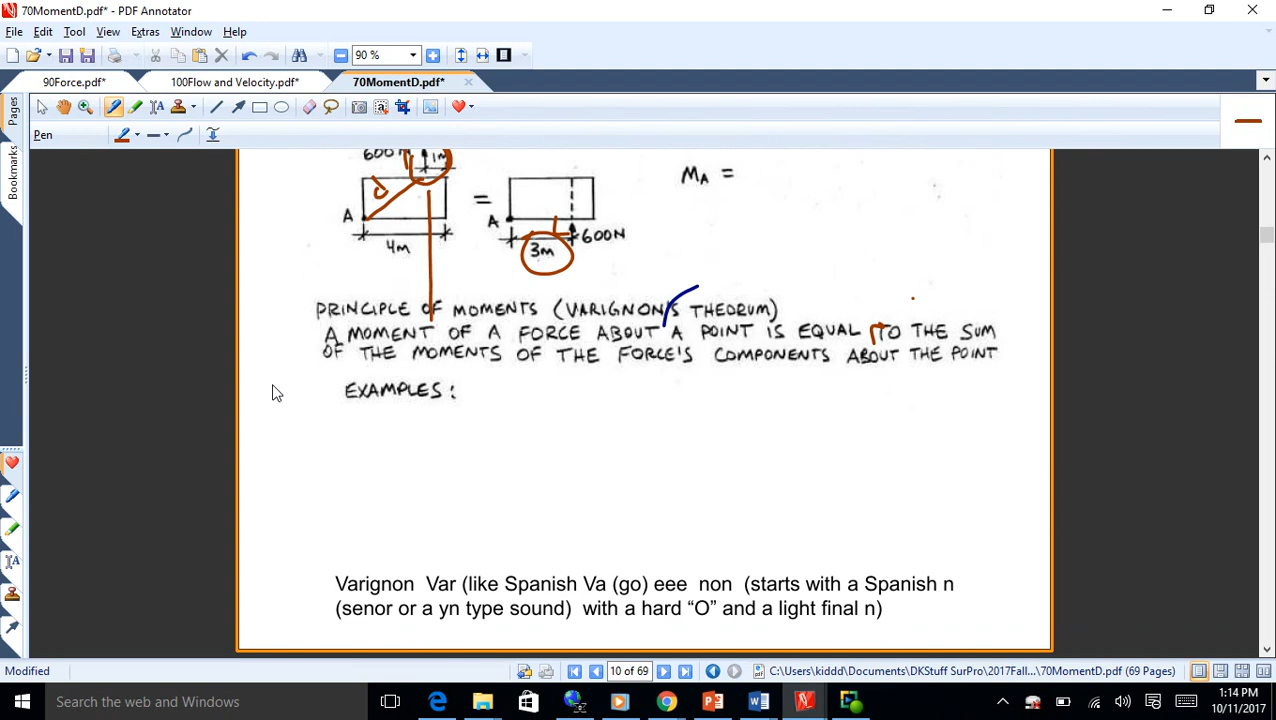 70MomentD.pdf* - PDF Annotator
File Edit Tool Extras Window Help
90 %
90Force.pdf* 100Flow and Velocity.pdf* 70MomentD.pdf*
Pen
Pages
Bookmarks
600N 1m
A
4m
=
A
600N
3m
MA =
PRINCIPLE OF MOMENTS (VARIGNON'S THEORUM)
A MOMENT OF A FORCE ABOUT A POINT IS EQUAL TO THE SUM
OF THE MOMENTS OF THE FORCE'S COMPONENTS ABOUT THE POINT
EXAMPLES:
Varignon Var (like Spanish Va (go) eee non (starts with a Spanish n
(senor or a yn type sound) with a hard “O” and a light final n)
Modified
10 of 69
C:\Users\kiddd\Documents\DKStuff SurPro\2017Fall...\70MomentD.pdf (69 Pages)
Search the web and Windows
1:14 PM
10/11/2017